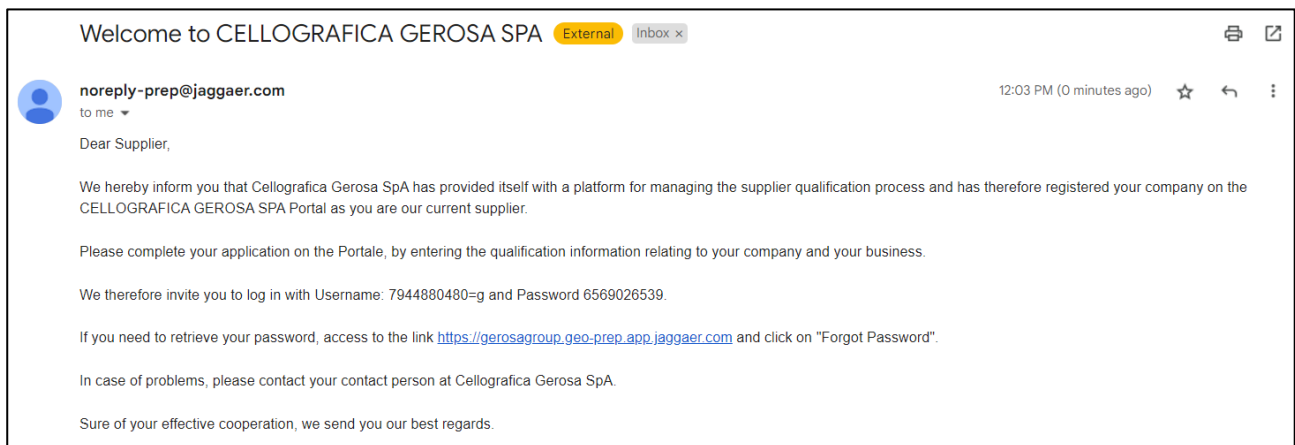 Welcome to CELLOGRAFICA GEROSA SPA External Inbox ×
noreply-prep@jaggaer.com 12:03 PM (0 minutes ago)
to me
Dear Supplier,
We hereby inform you that Cellografica Gerosa SpA has provided itself with a platform for managing the supplier qualification process and has therefore registered your company on the
CELLOGRAFICA GEROSA SPA Portal as you are our current supplier.
Please complete your application on the Portale, by entering the qualification information relating to your company and your business.
We therefore invite you to log in with Username: 7944880480=g and Password 6569026539.
If you need to retrieve your password, access to the link https://gerosagroup.geo-prep.app.jaggaer.com and click on "Forgot Password".
In case of problems, please contact your contact person at Cellografica Gerosa SpA.
Sure of your effective cooperation, we send you our best regards.